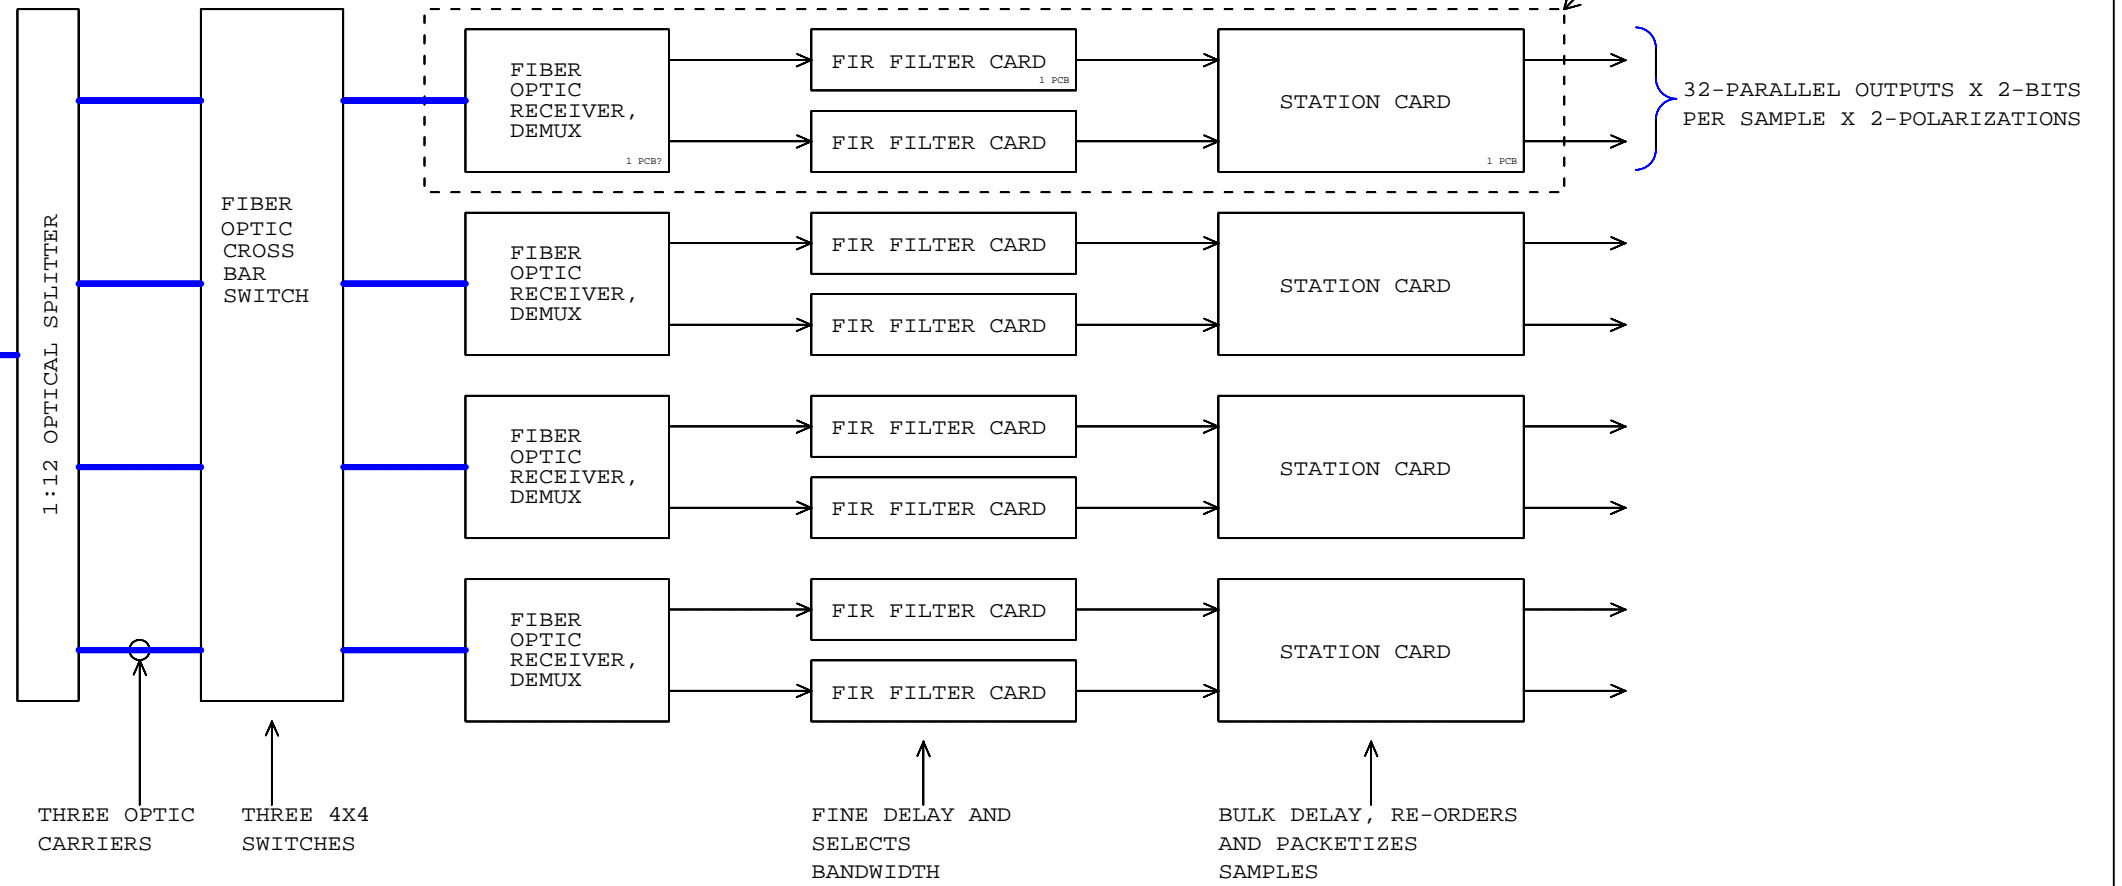 1:12 OPTICAL SPLITTER
FIBER
OPTIC
CROSS
BAR
SWITCH
FIBER
OPTIC
RECEIVER,
DEMUX
1 PCB?
FIR FILTER CARD
1 PCB
FIR FILTER CARD
STATION CARD
1 PCB
32-PARALLEL OUTPUTS X 2-BITS
PER SAMPLE X 2-POLARIZATIONS
FIBER
OPTIC
RECEIVER,
DEMUX
FIR FILTER CARD
FIR FILTER CARD
STATION CARD
FIBER
OPTIC
RECEIVER,
DEMUX
FIR FILTER CARD
FIR FILTER CARD
STATION CARD
FIBER
OPTIC
RECEIVER,
DEMUX
FIR FILTER CARD
FIR FILTER CARD
STATION CARD
THREE OPTIC
CARRIERS
THREE 4X4
SWITCHES
FINE DELAY AND
SELECTS
BANDWIDTH
BULK DELAY, RE-ORDERS
AND PACKETIZES
SAMPLES